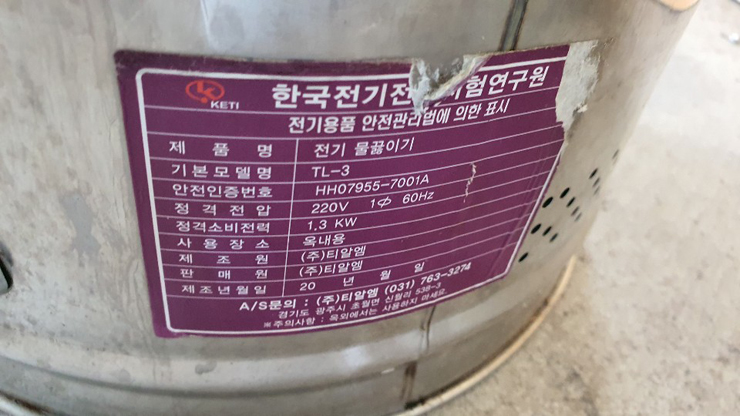 KETI
한국전기전 시험연구원
전기용품 안전관리법에 의한 표시
제품명 전기 물끓이기
기본모델명 TL-3
안전인증번호 HH07955-7001A
정격전압 220V 1ф 60Hz
정격소비전력 1.3 KW
사용장소 옥내용
제조원 (주)티알엠
판매원 (주)티알엠
제조년월일 20 년 월 일
A/S문의 : (주)티알엠 (031) 763-3274
경기도 광주시 초월면 신월리 538-3
※주의사항 : 옥외에서는 사용하지 마세요.